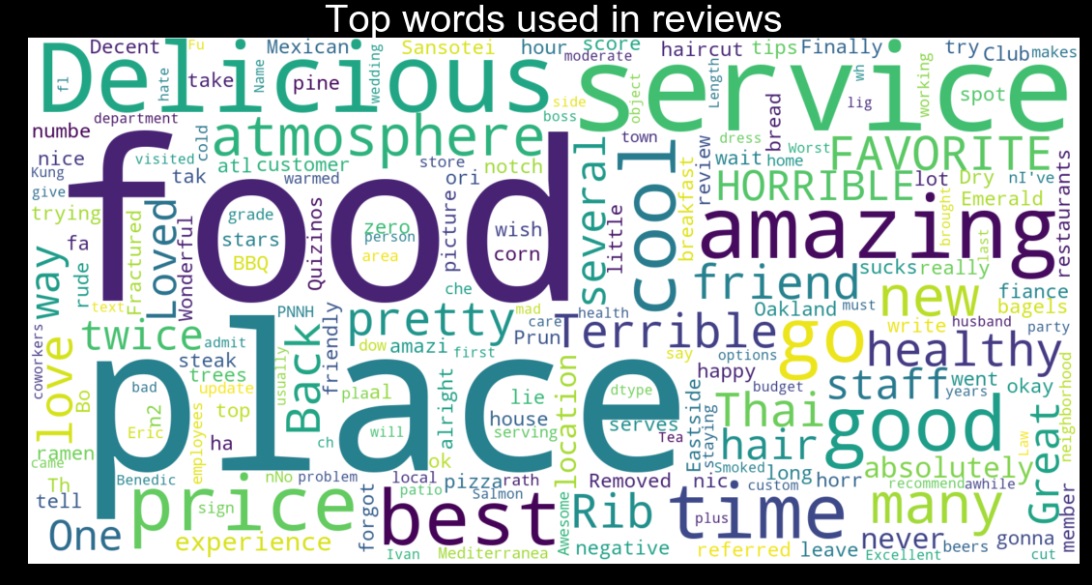 Top words used in reviews
Delicious
service
food
place
atmosphere
amazing
cool
several
FAVORITE
HORRIBLE
friend
new
go
healthy
Terrible
pretty
twice
Back
love
way
Loved
price
best
time
good
many
staff
Thai
hair
Rib
One
Great
never
absolutely
experience
location
Decent
Fu
Mexican
Sansotei
hour
score
haircut
tips
Finally
try
Club
makes
fl
hate
take
Name
pine
wedding
moderate
side
boss
object
Length
wh
lig
working
spot
bread
numbe
department
nice
visited
cold
Kung
give
tak
atl
customer
warmed
store
ori
notch
town
dress
Worst
wait
home
review
breakfast
little
lot
Dry
nI've
Emerald
restaurants
brought
last
trying
fa
rude
Fractured
Wonderful
grade
stars
BBQ
Quizinos
zero
person
area
picture
wish
corn
che
text
PNNH
friendly
mad
care
health
Prun
dow
amazi
first
sucks
really
fiance
bagels
Oakland
must
write
husband
party
say
options
happy
budget
went
okay
years
neighborhood
coworkers
steak
admit
trees
update
usually
Bo
bad
n2
Eric
top
employees
ha
plaal
will
ch
alright
lie
house
serving
dtype
serves
Tea
Eastside
staying
ramen
came
Th
tell
Benedic
nNo
problem
sign
forgot
local
patio
ok
pizza
rath
Salmon
Ivan
Mediterranea
Awesome
Removed
negative
nic
Smoked
long
horr
custom
plus
referred
leave
recommend
awhile
Law
member
beers
gonna
Excellent
cut